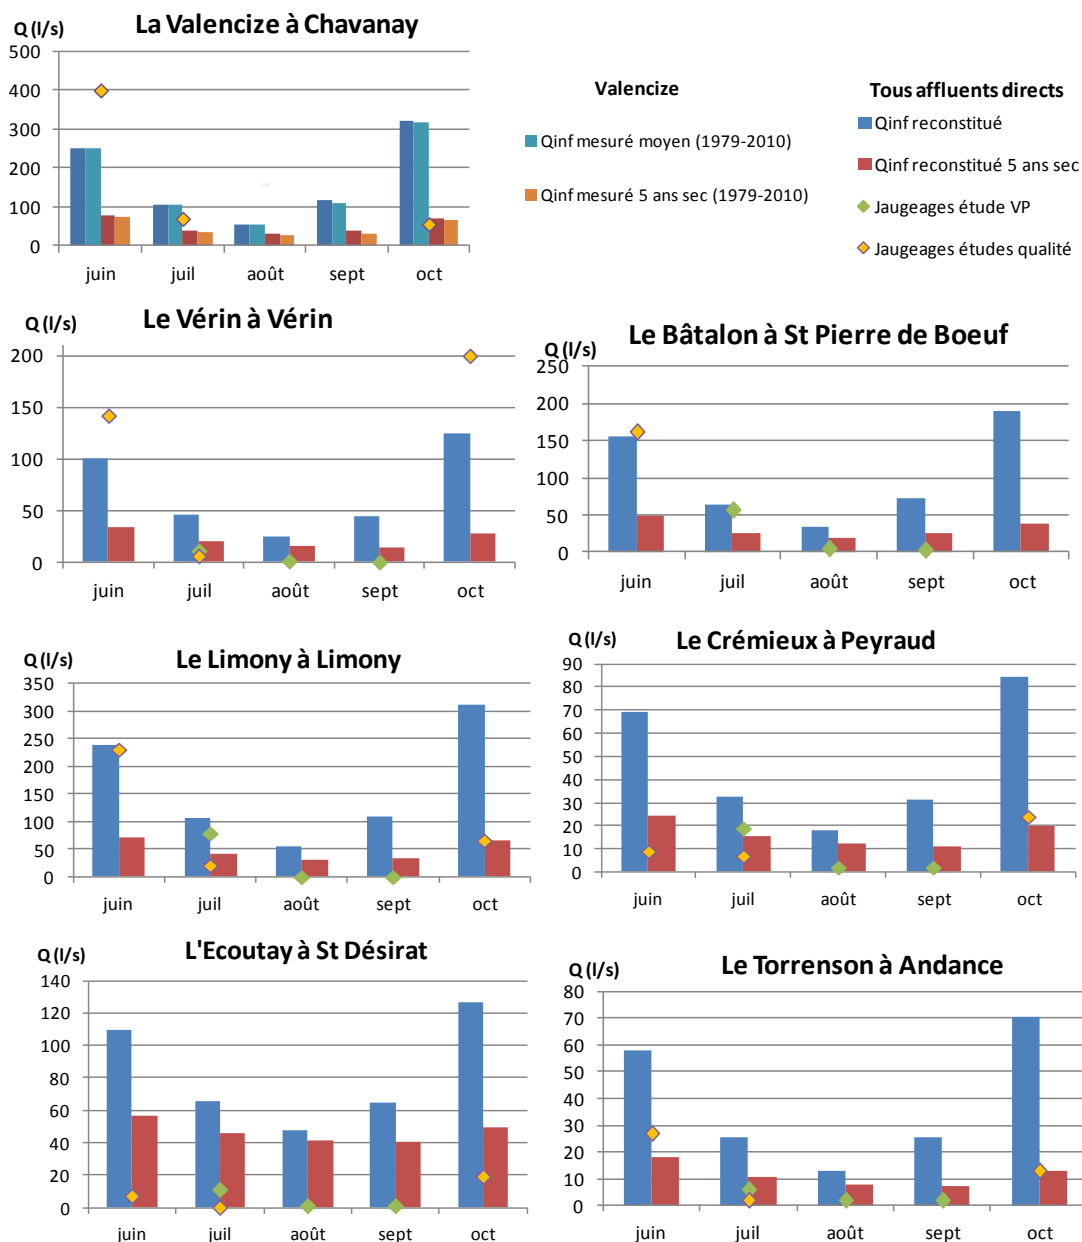 La Valencize à Chavanay
Q (l/s)
500
400
300
200
100
0
juin juil août sept oct
Valencize
Qinf mesuré moyen (1979-2010)
Qinf mesuré 5 ans sec (1979-2010)
Tous affluents directs
Qinf reconstitué
Qinf reconstitué 5 ans sec
Jaugeages étude VP
Jaugeages études qualité
Le Vérin à Vérin
Q (l/s)
200
150
100
50
0
juin juil août sept oct
Le Bâtalon à St Pierre de Boeuf
Q (l/s)
250
200
150
100
50
0
juin juil août sept oct
Le Limony à Limony
Q (l/s)
350
300
250
200
150
100
50
0
juin juil août sept oct
Le Crémieux à Peyraud
Q (l/s)
90
80
70
60
50
40
30
20
10
0
juin juil août sept oct
L'Ecoutay à St Désirat
Q (l/s)
140
120
100
80
60
40
20
0
juin juil août sept oct
Le Torrenson à Andance
Q (l/s)
80
70
60
50
40
30
20
10
0
juin juil août sept oct